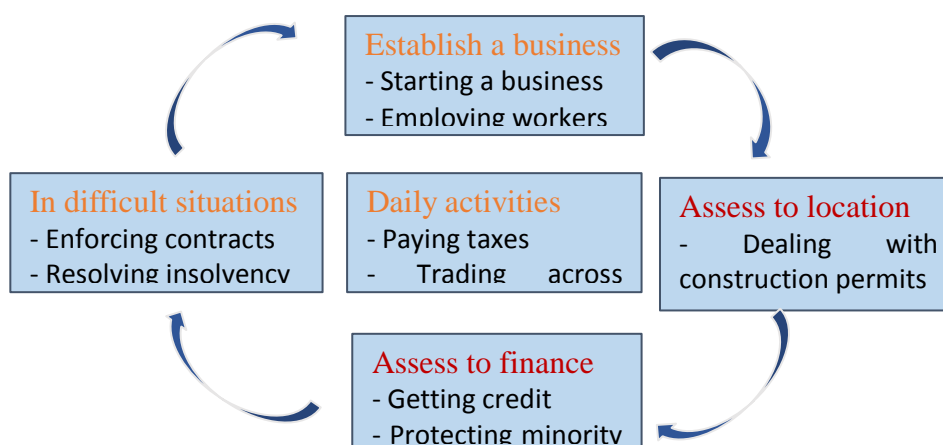 Establish a business
- Starting a business
- Employing workers
In difficult situations
- Enforcing contracts
- Resolving insolvency
Daily activities
- Paying taxes
- Trading across
Assess to location
- Dealing with
construction permits
Assess to finance
- Getting credit
- Protecting minority